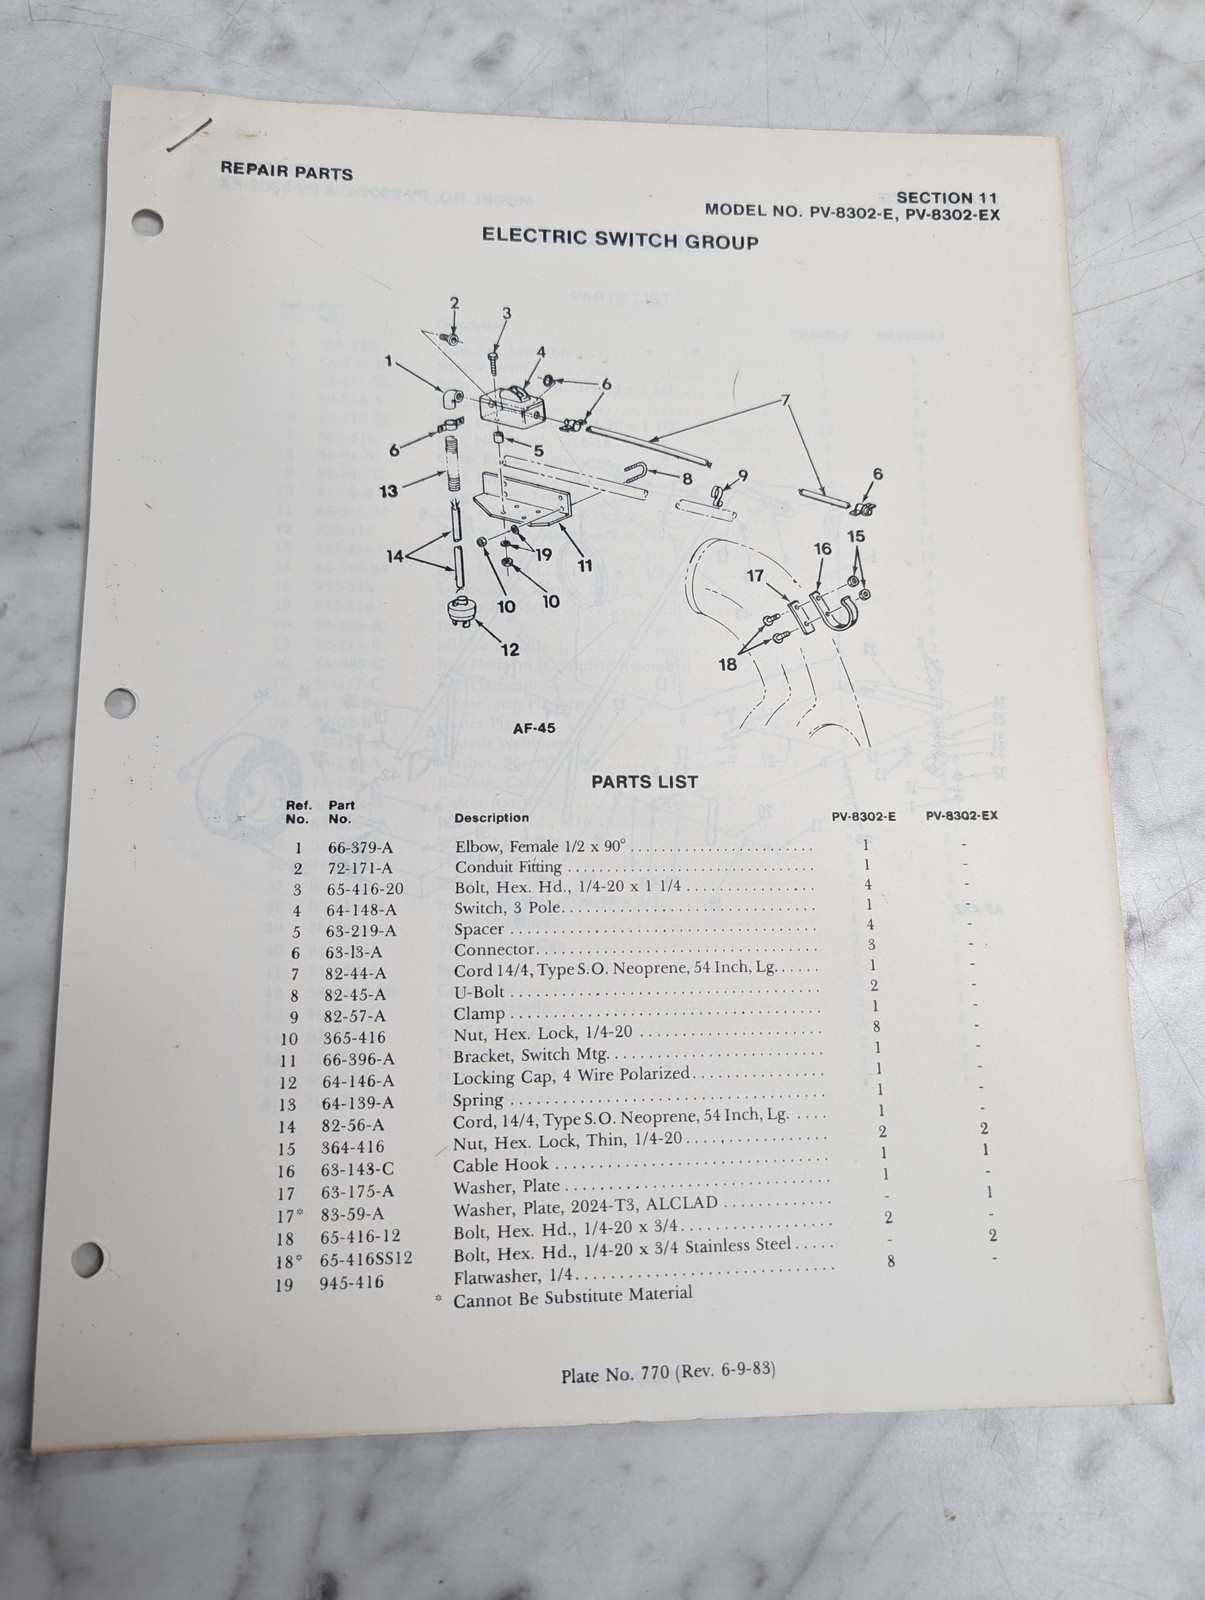 REPAIR PARTS
SECTION 11
MODEL NO. PV-8302-E, PV-8302-EX
ELECTRIC SWITCH GROUP
2
3
4
1
6
7
6
5
8
9
6
13
15
16
14
19
11
17
10
10
12
18
AF-45
PARTS LIST
Ref. No. Part No. Description PV-8302-E PV-8302-EX
1 66-379-A Elbow, Female 1/2 x 90° 1 -
2 72-171-A Conduit Fitting 1 -
3 65-416-20 Bolt, Hex. Hd., 1/4-20 x 1 1/4 4 -
4 64-148-A Switch, 3 Pole 1 -
5 63-219-A Spacer 4 -
6 63-13-A Connector 3 -
7 82-44-A Cord 14/4, Type S.O. Neoprene, 54 Inch, Lg. 1 -
8 82-45-A U-Bolt 2 -
9 82-57-A Clamp 1 -
10 365-416 Nut, Hex. Lock, 1/4-20 8 -
11 66-396-A Bracket, Switch Mtg. 1 -
12 64-146-A Locking Cap, 4 Wire Polarized 1 -
13 64-139-A Spring 1 -
14 82-56-A Cord, 14/4, Type S.O. Neoprene, 54 Inch, Lg. 1 -
15 364-416 Nut, Hex. Lock, Thin, 1/4-20 2 2
16 63-143-C Cable Hook 1 1
17 63-175-A Washer, Plate 1 -
17* 83-59-A Washer, Plate, 2024-T3, ALCLAD - 1
18 65-416-12 Bolt, Hex. Hd., 1/4-20 x 3/4 2 -
18* 65-416SS12 Bolt, Hex. Hd., 1/4-20 x 3/4 Stainless Steel - 2
19 945-416 Flatwasher, 1/4 8 -
* Cannot Be Substitute Material
Plate No. 770 (Rev. 6-9-83)